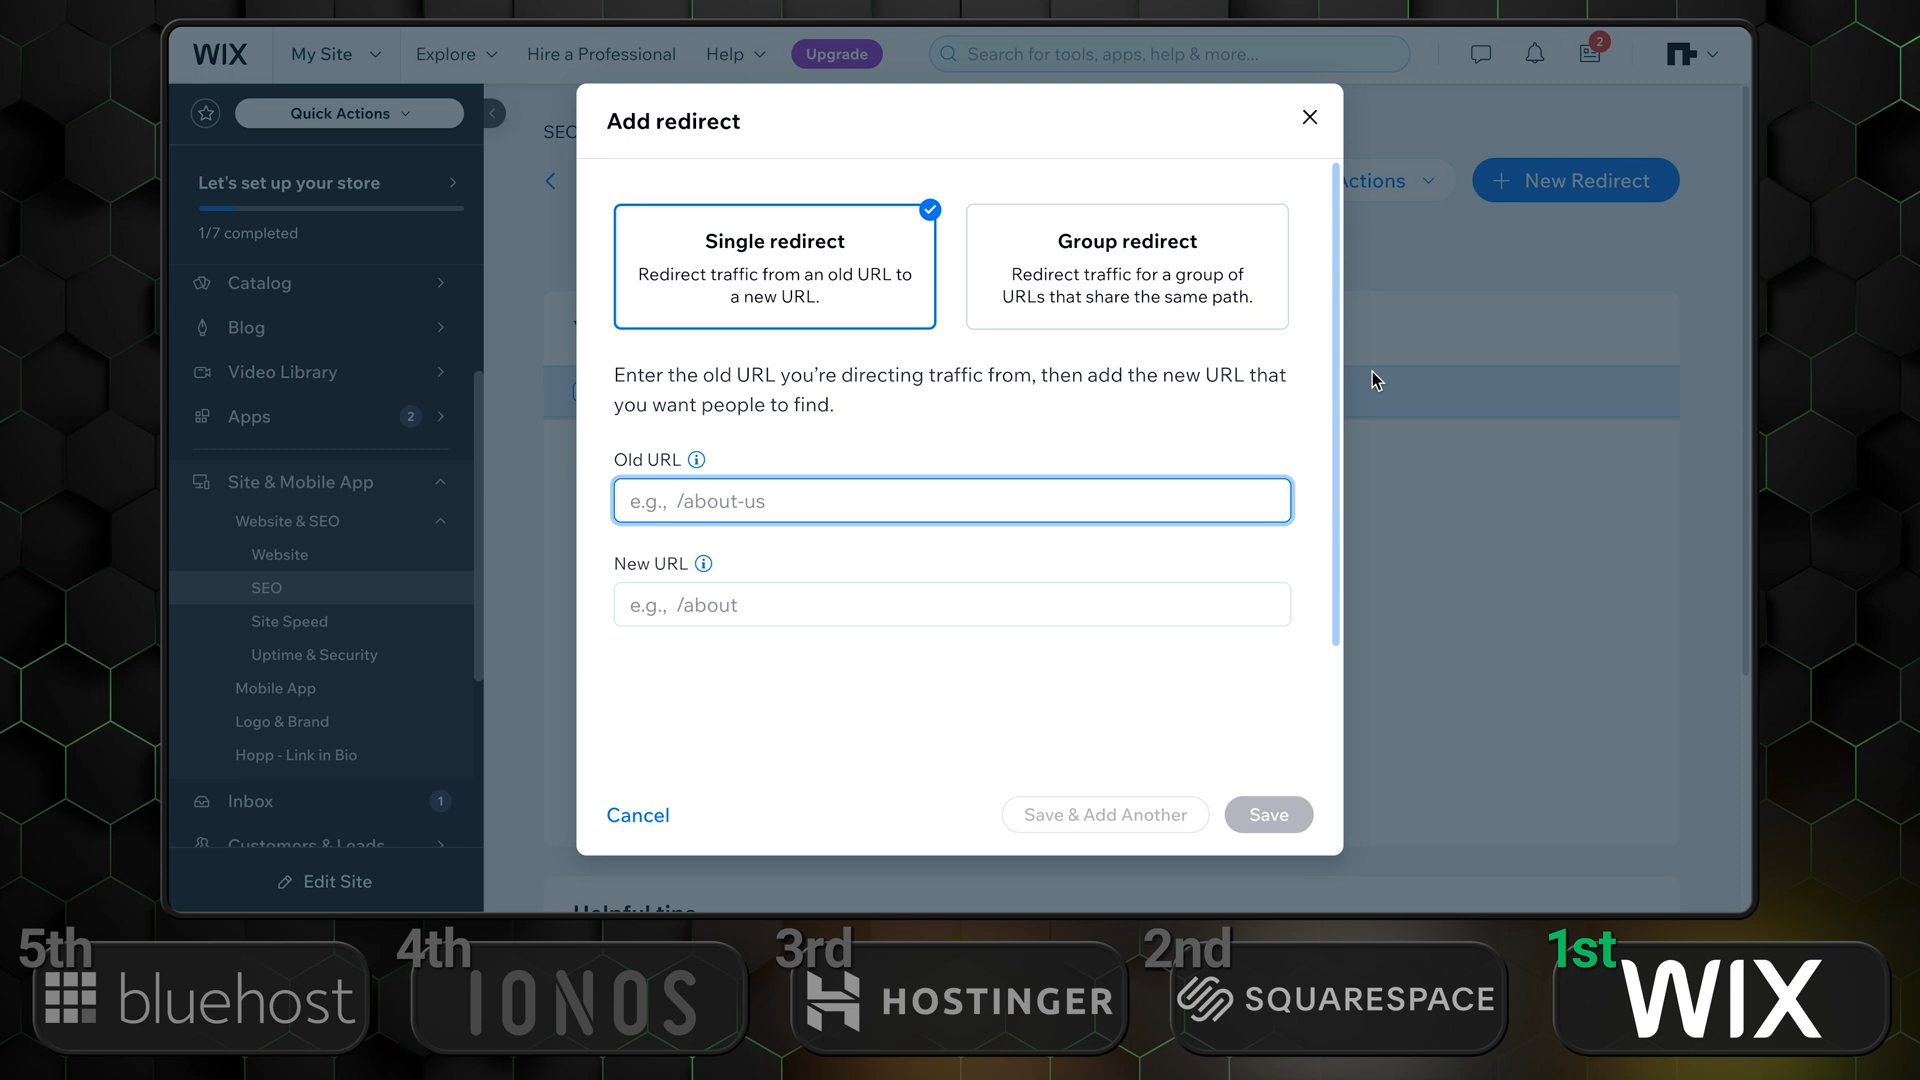 WIX
My Site
Explore
Hire a Professional
Help
Upgrade
Search for tools, apps, help & more...
2
Quick Actions
Let's set up your store
1/7 completed
Catalog
Blog
Video Library
Apps
2
Site & Mobile App
Website & SEO
Website
SEO
Site Speed
Uptime & Security
Mobile App
Logo & Brand
Hopp - Link in Bio
Inbox
1
Customers & Leads
Edit Site
SEO
Actions
+ New Redirect
Add redirect
Single redirect
Redirect traffic from an old URL to
a new URL.
Group redirect
Redirect traffic for a group of
URLs that share the same path.
Enter the old URL you’re directing traffic from, then add the new URL that
you want people to find.
Old URL
e.g., /about-us
New URL
e.g., /about
Cancel
Save & Add Another
Save
Helpful tips
5th
bluehost
4th
IONOS
3rd
HOSTINGER
2nd
SQUARESPACE
1st
WIX